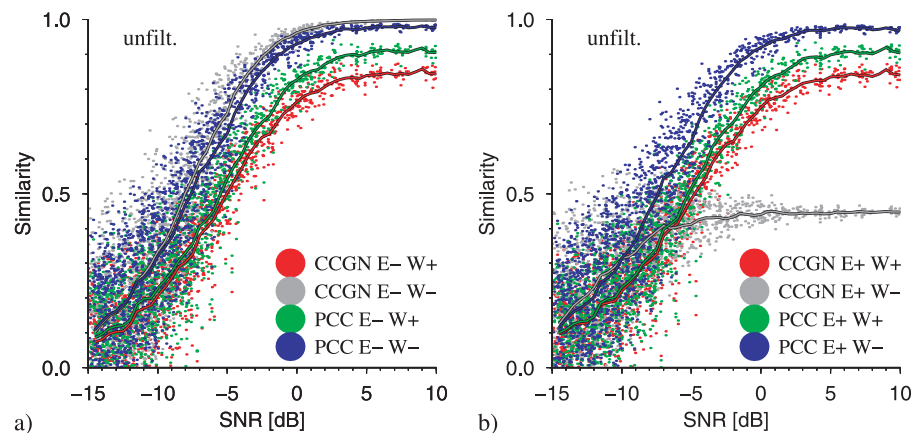 unfilt.
Similarity
1.0
0.5
0.0
CCGN E− W+
CCGN E− W−
PCC E− W+
PCC E− W−
−15 −10 −5 0 5 10
SNR [dB]
a)
unfilt.
Similarity
1.0
0.5
0.0
CCGN E+ W+
CCGN E+ W−
PCC E+ W+
PCC E+ W−
−15 −10 −5 0 5 10
SNR [dB]
b)